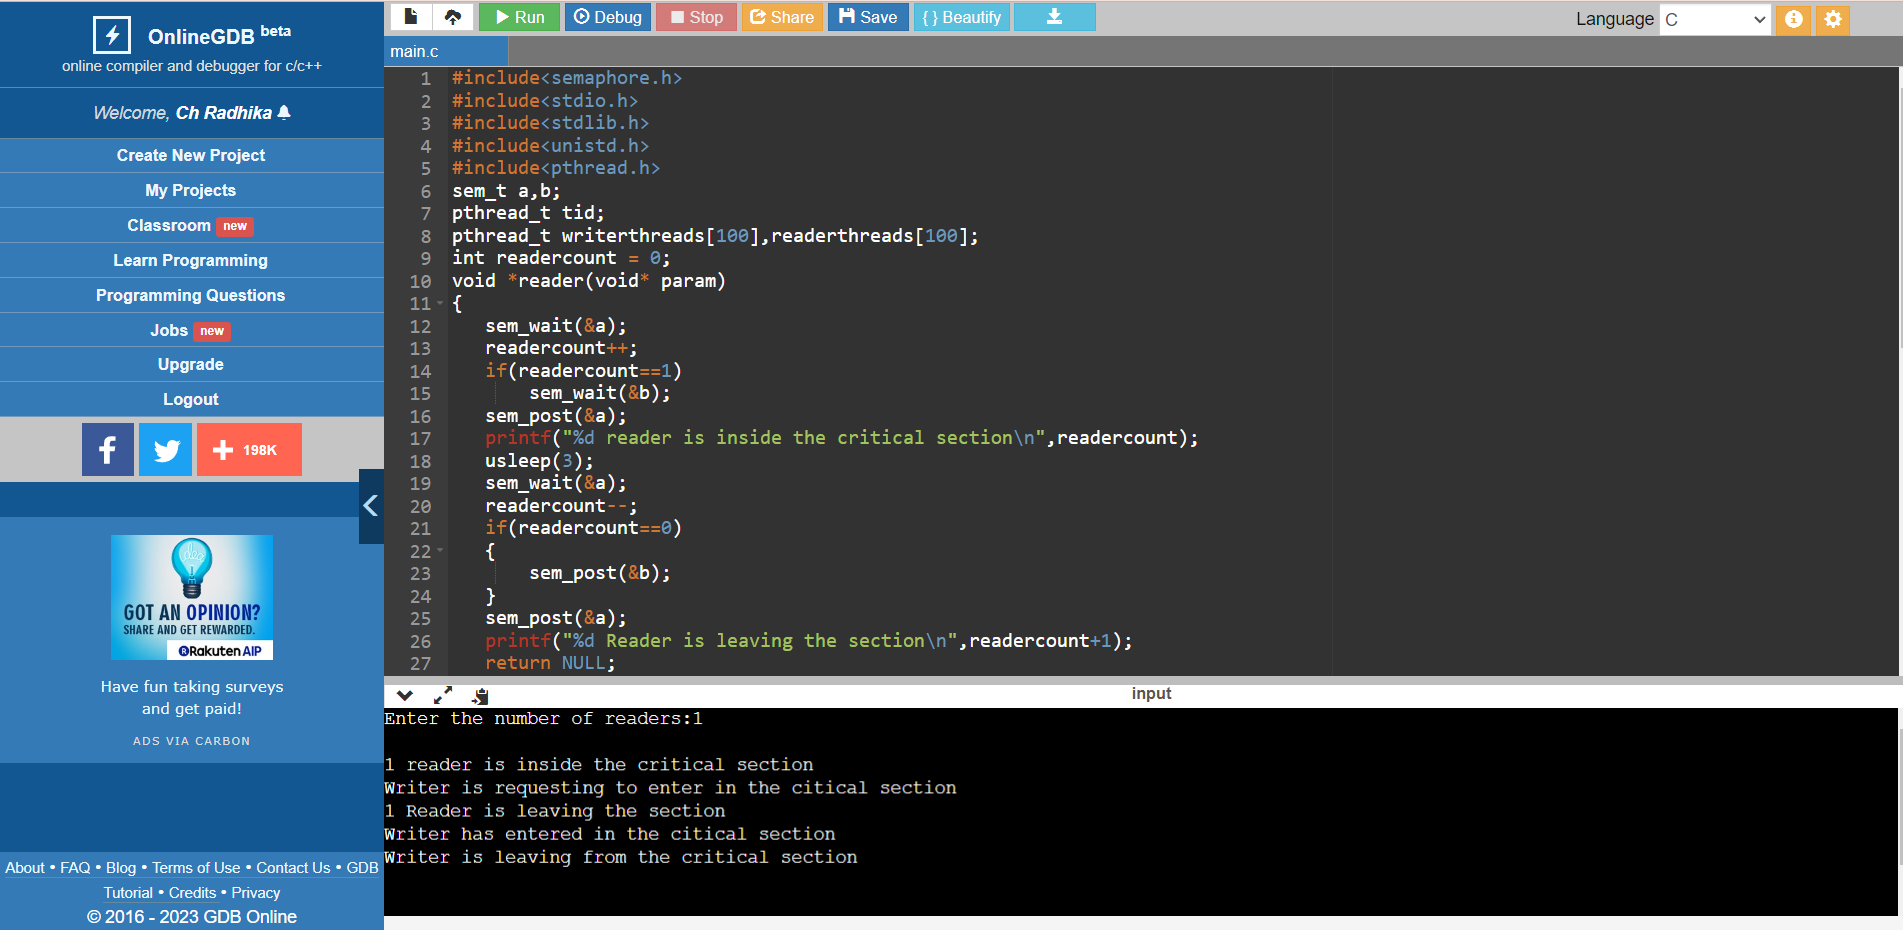 OnlineGDB beta
online compiler and debugger for c/c++
Welcome, Ch Radhika
Create New Project
My Projects
Classroom new
Learn Programming
Programming Questions
Jobs new
Upgrade
Logout
198K
idea
GOT AN OPINION?
SHARE AND GET REWARDED.
Rakuten AIP
Have fun taking surveys
and get paid!
ADS VIA CARBON
About • FAQ • Blog • Terms of Use • Contact Us • GDB
Tutorial • Credits • Privacy
© 2016 - 2023 GDB Online
Run Debug Stop Share Save { } Beautify
Language C
main.c
1 #include<semaphore.h>
2 #include<stdio.h>
3 #include<stdlib.h>
4 #include<unistd.h>
5 #include<pthread.h>
6 sem_t a,b;
7 pthread_t tid;
8 pthread_t writerthreads[100],readerthreads[100];
9 int readercount = 0;
10 void *reader(void* param)
11 {
12 sem_wait(&a);
13 readercount++;
14 if(readercount==1)
15 sem_wait(&b);
16 sem_post(&a);
17 printf("%d reader is inside the critical section\n",readercount);
18 usleep(3);
19 sem_wait(&a);
20 readercount--;
21 if(readercount==0)
22 {
23 sem_post(&b);
24 }
25 sem_post(&a);
26 printf("%d Reader is leaving the section\n",readercount+1);
27 return NULL;
input
Enter the number of readers:1
1 reader is inside the critical section
Writer is requesting to enter in the citical section
1 Reader is leaving the section
Writer has entered in the citical section
Writer is leaving from the critical section